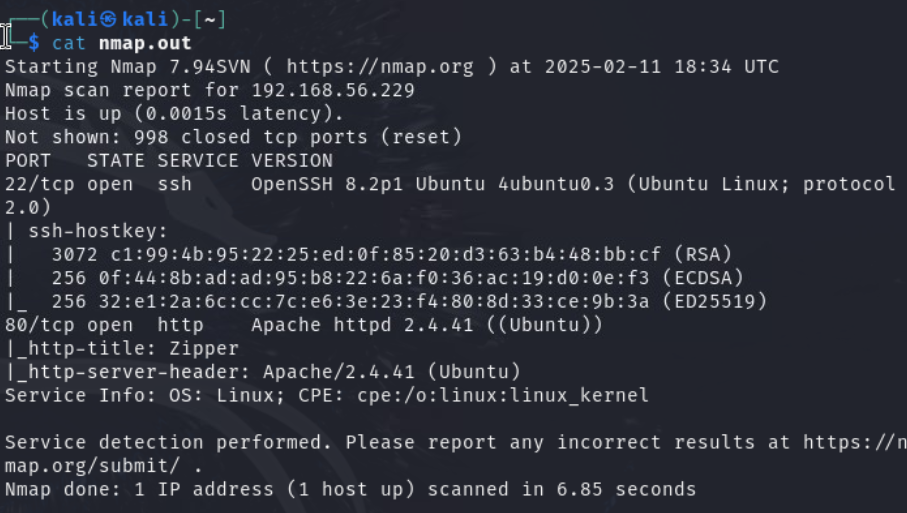 ┌──(kali㉿kali)-[~]
└─$ cat nmap.out
Starting Nmap 7.94SVN ( https://nmap.org ) at 2025-02-11 18:34 UTC
Nmap scan report for 192.168.56.229
Host is up (0.0015s latency).
Not shown: 998 closed tcp ports (reset)
PORT   STATE SERVICE VERSION
22/tcp open  ssh     OpenSSH 8.2p1 Ubuntu 4ubuntu0.3 (Ubuntu Linux; protocol
2.0)
| ssh-hostkey:
|   3072 c1:99:4b:95:22:25:ed:0f:85:20:d3:63:b4:48:bb:cf (RSA)
|   256 0f:44:8b:ad:ad:95:b8:22:6a:f0:36:ac:19:d0:0e:f3 (ECDSA)
|_  256 32:e1:2a:6c:cc:7c:e6:3e:23:f4:80:8d:33:ce:9b:3a (ED25519)
80/tcp open  http    Apache httpd 2.4.41 ((Ubuntu))
|_http-title: Zipper
|_http-server-header: Apache/2.4.41 (Ubuntu)
Service Info: OS: Linux; CPE: cpe:/o:linux:linux_kernel

Service detection performed. Please report any incorrect results at https://n
map.org/submit/ .
Nmap done: 1 IP address (1 host up) scanned in 6.85 seconds